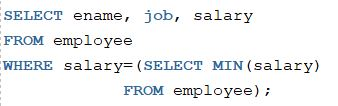 SELECT ename, job, salary
FROM employee
WHERE salary=(SELECT MIN(salary)
FROM employee);